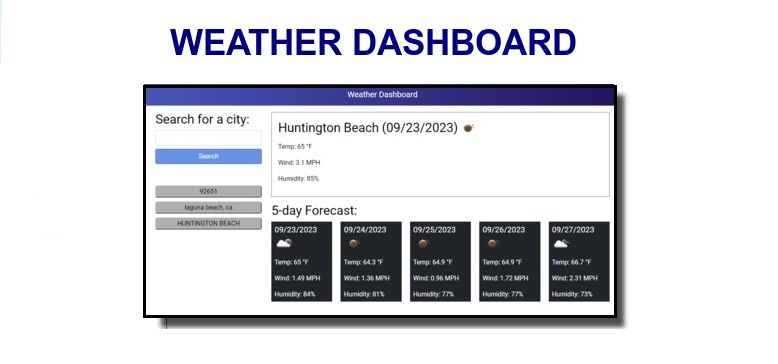 WEATHER DASHBOARD
Weather Dashboard
Search for a city:
Search
92651
laguna beach, ca
HUNTINGTON BEACH
Huntington Beach (09/23/2023)
Temp: 65 °F
Wind: 3.1 MPH
Humidity: 85%
5-day Forecast:
09/23/2023
Temp: 65 °F
Wind: 1.49 MPH
Humidity: 84%
09/24/2023
Temp: 64.3 °F
Wind: 1.36 MPH
Humidity: 81%
09/25/2023
Temp: 64.9 °F
Wind: 0.96 MPH
Humidity: 77%
09/26/2023
Temp: 64.9 °F
Wind: 1.72 MPH
Humidity: 77%
09/27/2023
Temp: 66.7 °F
Wind: 2.31 MPH
Humidity: 73%